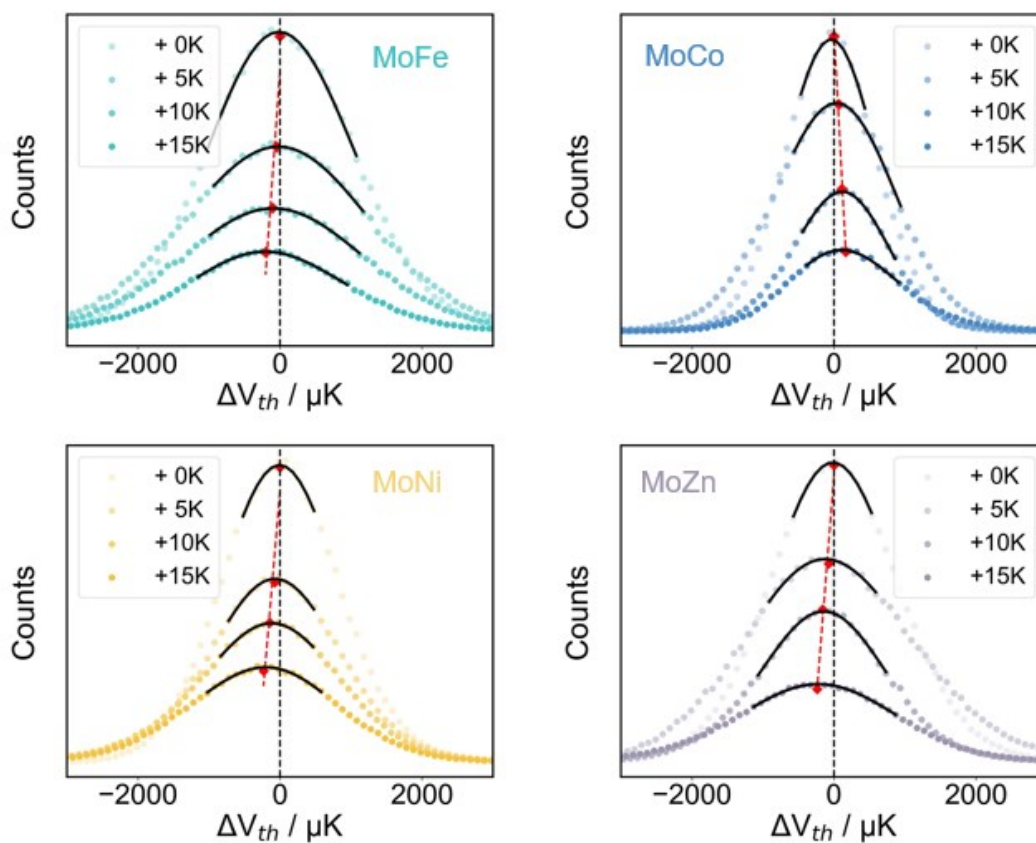 + 0K
+ 5K
+10K
+15K
MoFe
Counts
−2000 0 2000
ΔV_th / μK
+ 0K
+ 5K
+10K
+15K
MoCo
Counts
−2000 0 2000
ΔV_th / μK
+ 0K
+ 5K
+10K
+15K
MoNi
Counts
−2000 0 2000
ΔV_th / μK
+ 0K
+ 5K
+10K
+15K
MoZn
Counts
−2000 0 2000
ΔV_th / μK